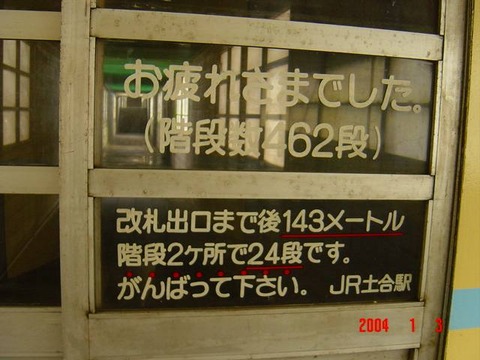 お疲れさまでした。
(階段数462段)
改札出口まで後143メートル
階段2ヶ所で24段です。
がんばって下さい。 JR土合駅
2004 1 3